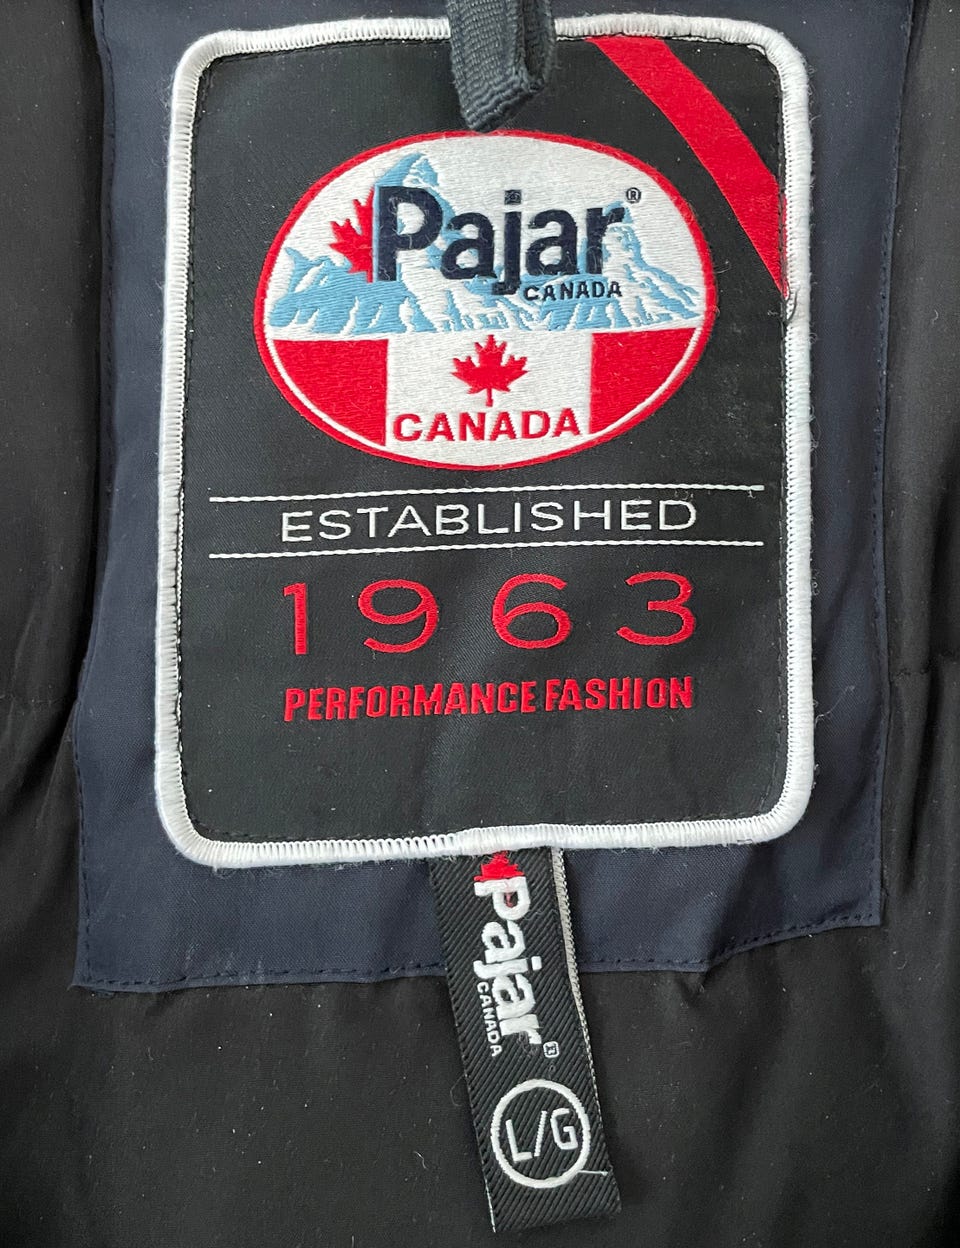 Pajar®
CANADA
CANADA
ESTABLISHED
1963
PERFORMANCE FASHION
Pajar®
CANADA
L/G